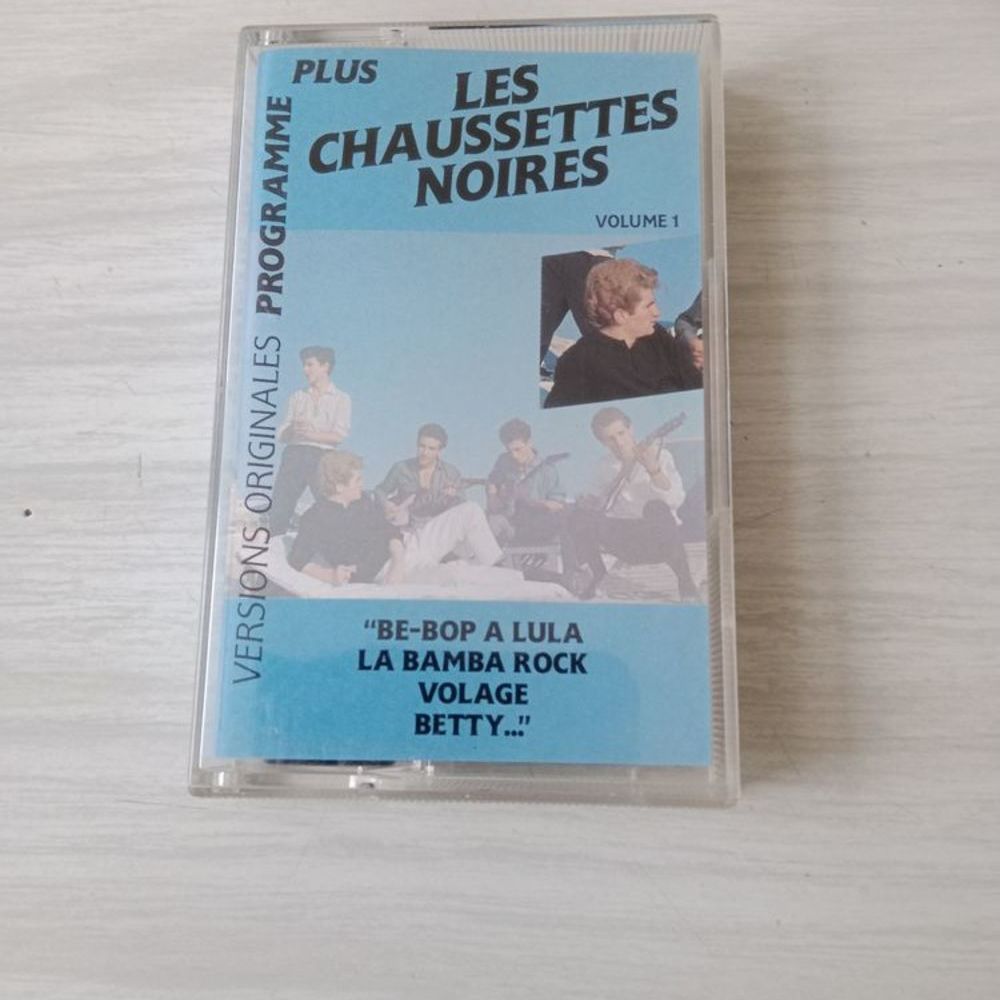 PLUS
LES
CHAUSSETTES
NOIRES
VOLUME 1
VERSIONS ORIGINALES PROGRAMME
"BE-BOP A LULA
LA BAMBA ROCK
VOLAGE
BETTY..."